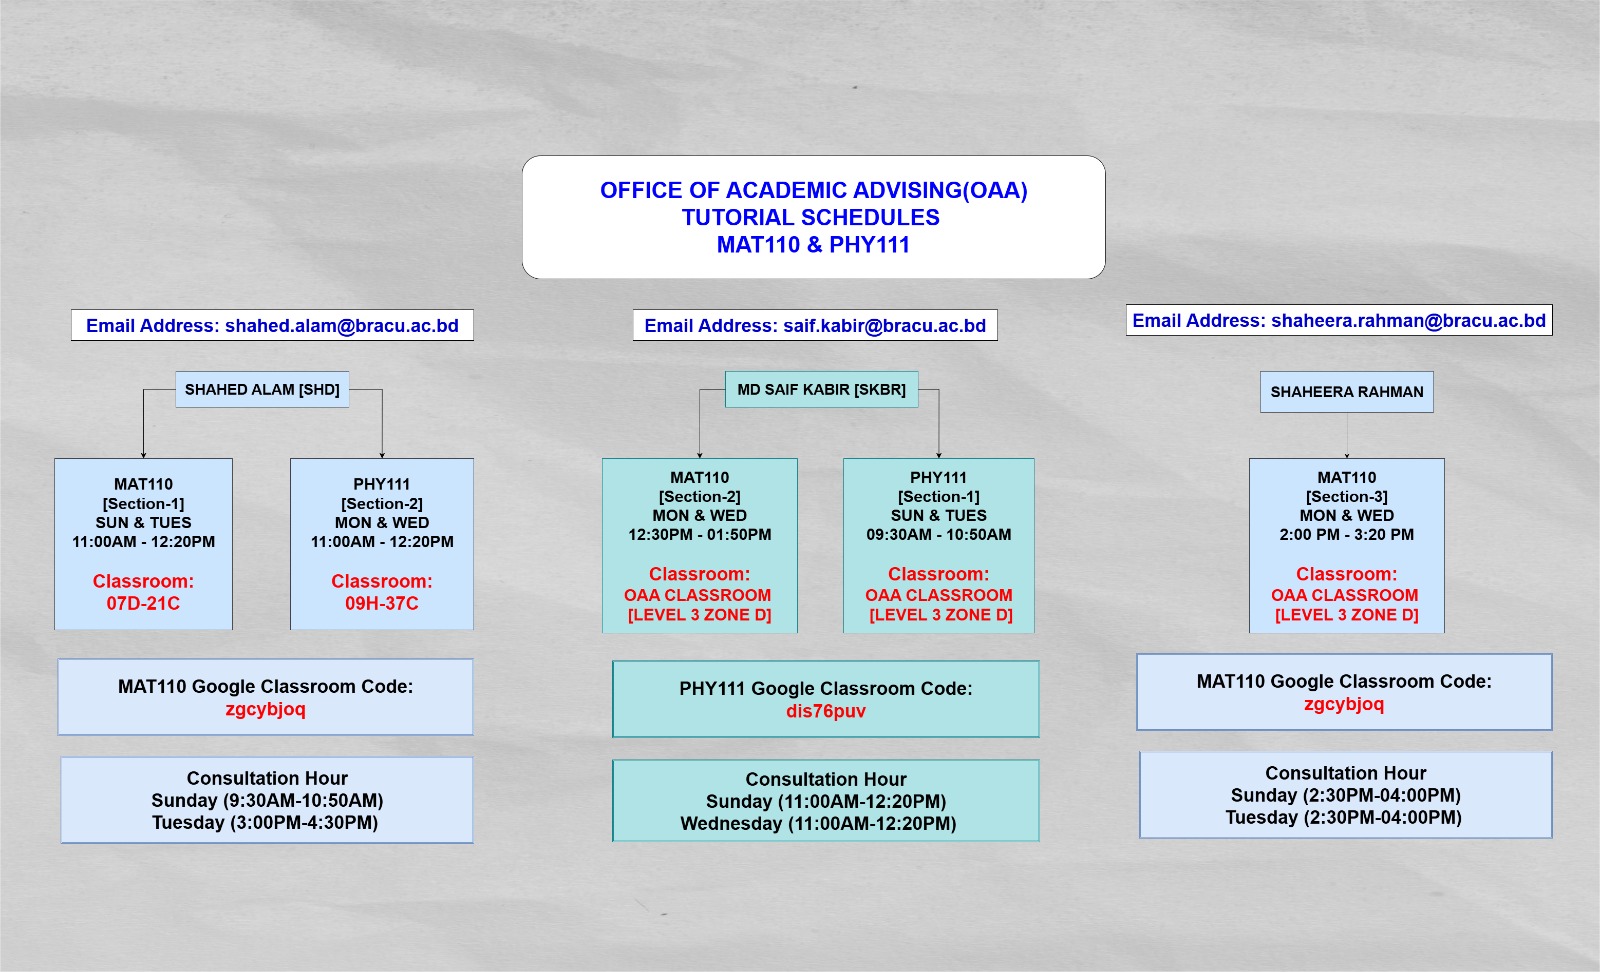 OFFICE OF ACADEMIC ADVISING(OAA)
TUTORIAL SCHEDULES
MAT110 & PHY111
Email Address: shahed.alam@bracu.ac.bd
SHAHED ALAM [SHD]
MAT110
[Section-1]
SUN & TUES
11:00AM - 12:20PM
Classroom:
07D-21C
PHY111
[Section-2]
MON & WED
11:00AM - 12:20PM
Classroom:
09H-37C
MAT110 Google Classroom Code:
zgcybjoq
Consultation Hour
Sunday (9:30AM-10:50AM)
Tuesday (3:00PM-4:30PM)
Email Address: saif.kabir@bracu.ac.bd
MD SAIF KABIR [SKBR]
MAT110
[Section-2]
MON & WED
12:30PM - 01:50PM
Classroom:
OAA CLASSROOM
[LEVEL 3 ZONE D]
PHY111
[Section-1]
SUN & TUES
09:30AM - 10:50AM
Classroom:
OAA CLASSROOM
[LEVEL 3 ZONE D]
PHY111 Google Classroom Code:
dis76puv
Consultation Hour
Sunday (11:00AM-12:20PM)
Wednesday (11:00AM-12:20PM)
Email Address: shaheera.rahman@bracu.ac.bd
SHAHEERA RAHMAN
MAT110
[Section-3]
MON & WED
2:00 PM - 3:20 PM
Classroom:
OAA CLASSROOM
[LEVEL 3 ZONE D]
MAT110 Google Classroom Code:
zgcybjoq
Consultation Hour
Sunday (2:30PM-04:00PM)
Tuesday (2:30PM-04:00PM)